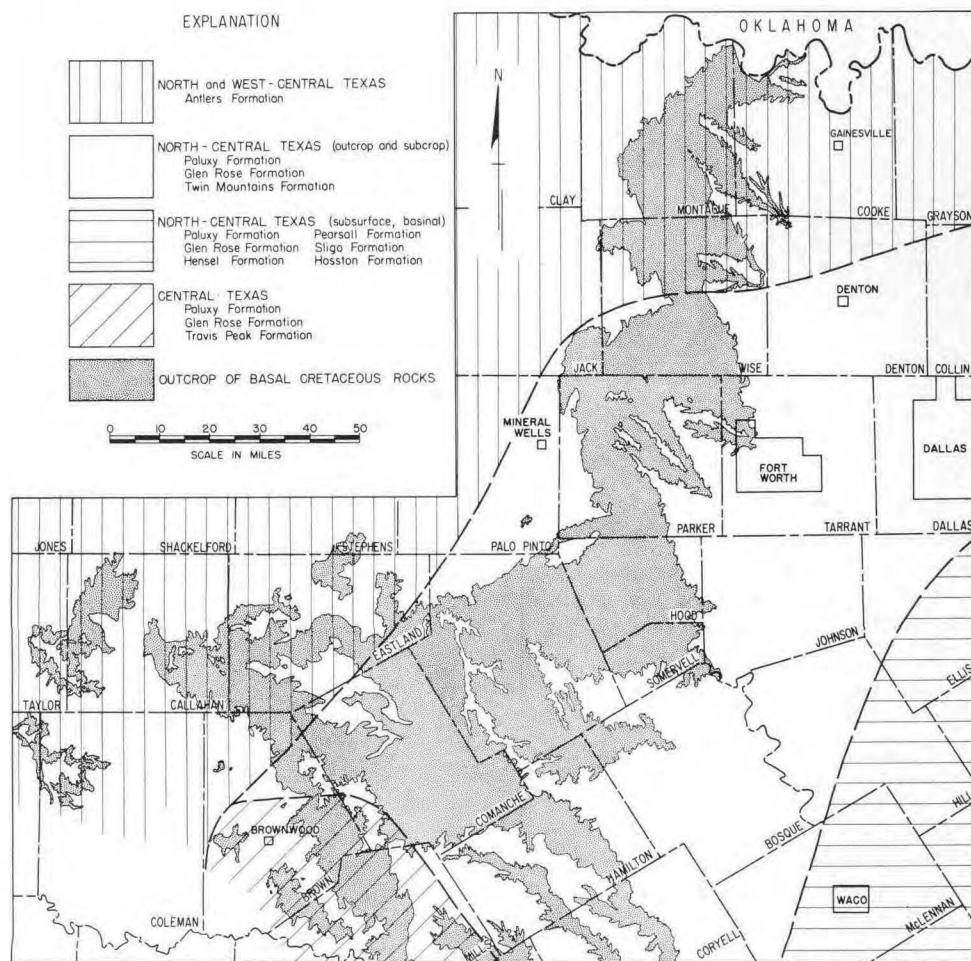 EXPLANATION
NORTH and WEST-CENTRAL TEXAS
Antlers Formation
NORTH-CENTRAL TEXAS (outcrop and subcrop)
Paluxy Formation
Glen Rose Formation
Twin Mountains Formation
NORTH-CENTRAL TEXAS (subsurface, basinal)
Paluxy Formation Pearsall Formation
Glen Rose Formation Sligo Formation
Hensel Formation Hosston Formation
CENTRAL TEXAS
Paluxy Formation
Glen Rose Formation
Travis Peak Formation
OUTCROP OF BASAL CRETACEOUS ROCKS
0 10 20 30 40 50
SCALE IN MILES
OKLAHOMA
N
GAINESVILLE
CLAY
MONTAGUE
COOKE
GRAYSON
DENTON
JACK
WISE
DENTON
COLLIN
MINERAL
WELLS
FORT
WORTH
DALLAS
PARKER
TARRANT
DALLAS
JONES
SHACKELFORD
STEPHENS
PALO PINTO
EASTLAND
HOOD
JOHNSON
SOMERVELL
ELLIS
TAYLOR
CALLAHAN
COMANCHE
BOSQUE
HILL
BROWNWOOD
BROWN
HAMILTON
WACO
COLEMAN
MILLS
CORYELL
McLENNAN